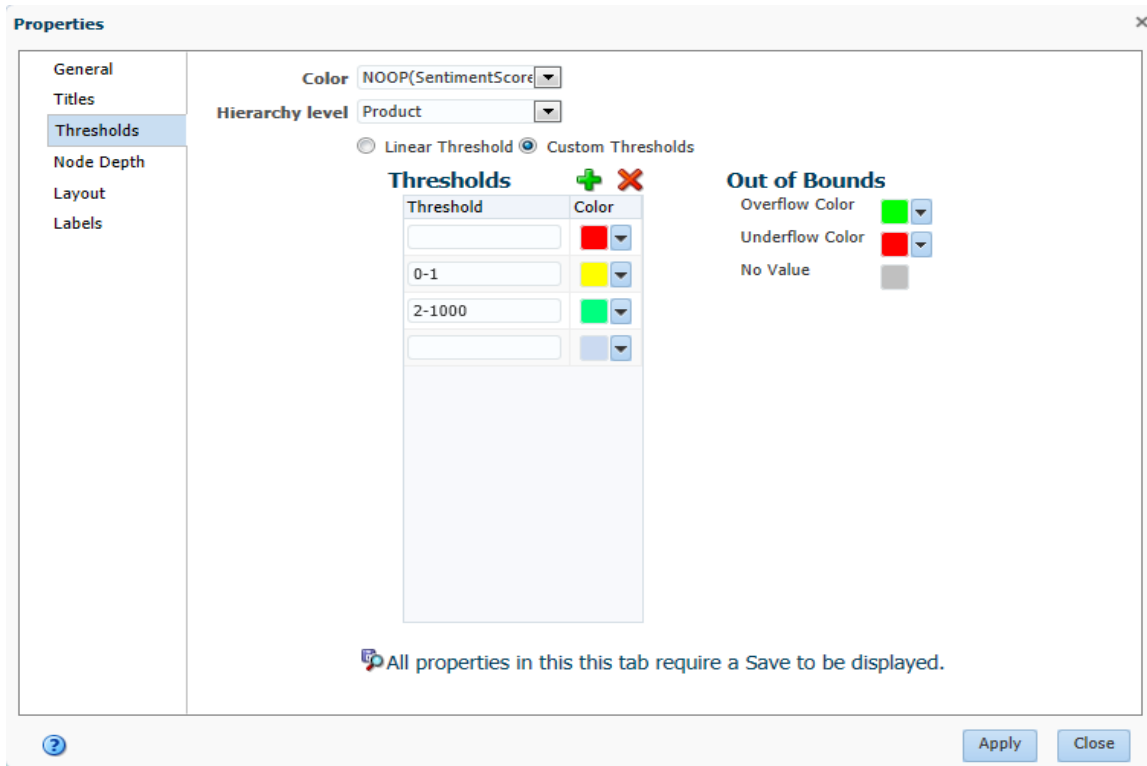 Properties
General
Titles
Thresholds
Node Depth
Layout
Labels
Color NOOP(SentimentScore
Hierarchy level Product
Linear Threshold Custom Thresholds
Thresholds
Threshold Color
0-1
2-1000
Out of Bounds
Overflow Color
Underflow Color
No Value
All properties in this this tab require a Save to be displayed.
?
Apply Close